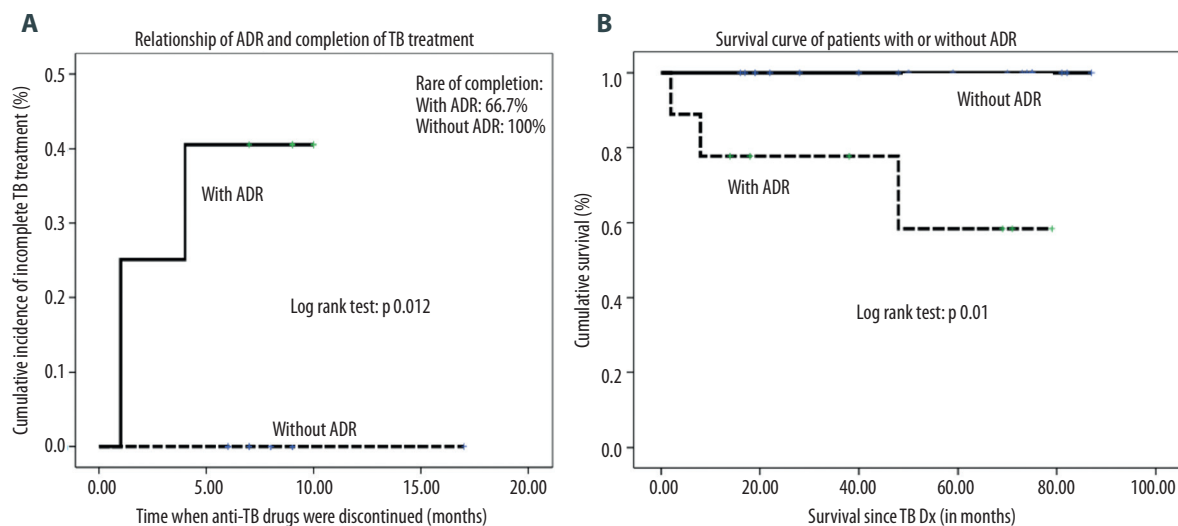 A
Relationship of ADR and completion of TB treatment
Cumulative incidence of incomplete TB treatment (%)
0.5
0.4
0.3
0.2
0.1
0.0
Rare of completion:
With ADR: 66.7%
Without ADR: 100%
With ADR
Log rank test: p 0.012
Without ADR
0.00 5.00 10.00 15.00 20.00
Time when anti-TB drugs were discontinued (months)
B
Survival curve of patients with or without ADR
Cumulative survival (%)
1.0
0.8
0.6
0.4
0.2
0.0
Without ADR
With ADR
Log rank test: p 0.01
0.00 20.00 40.00 60.00 80.00 100.00
Survival since TB Dx (in months)